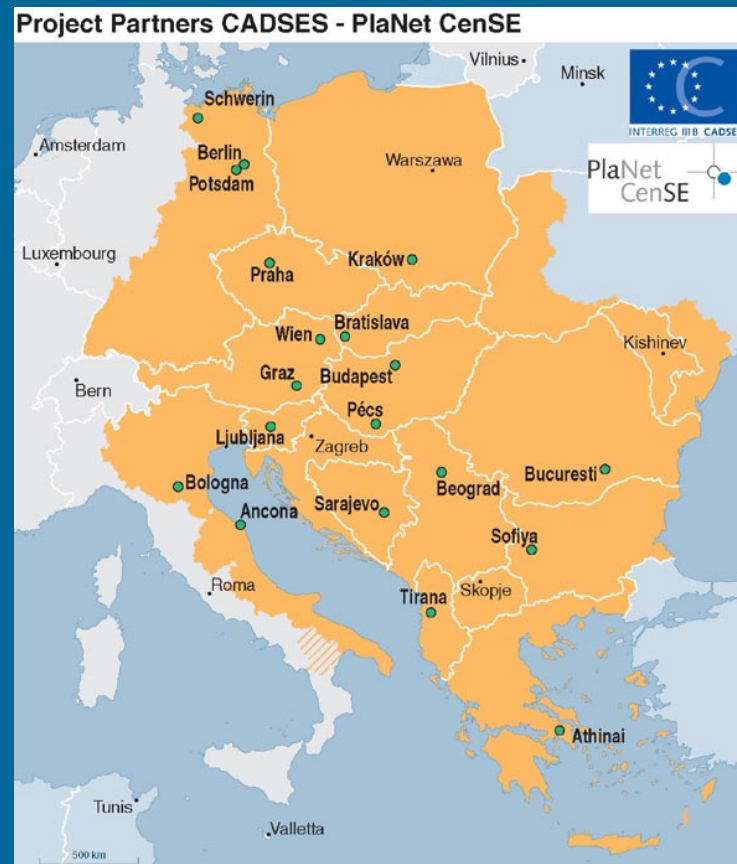 Project Partners CADSES - PlaNet CenSE
Vilnius
Minsk
INTERREG III B CADSES
Schwerin
Amsterdam
Berlin
Potsdam
Warszawa
PlaNet
CenSE
Luxembourg
Praha
Kraków
Wien
Bratislava
Kishinev
Bern
Graz
Budapest
Pécs
Ljubljana
Zagreb
Bologna
Beograd
Bucuresti
Ancona
Sarajevo
Sofiya
Roma
Tirana
Skopje
Athinai
Tunis
Valletta
500 km